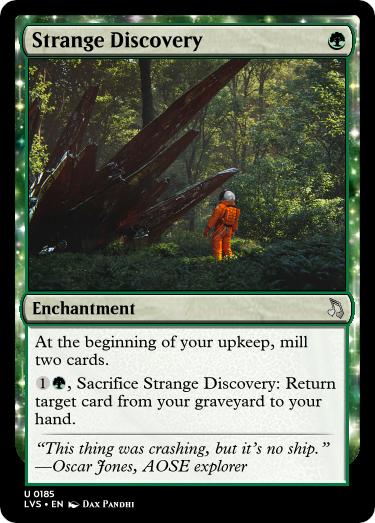 Strange Discovery
Enchantment
At the beginning of your upkeep, mill
two cards.
1, Sacrifice Strange Discovery: Return
target card from your graveyard to your
hand.
“This thing was crashing, but it’s no ship.”
—Oscar Jones, AOSE explorer
U 0185
LVS • EN Dax Pandhi